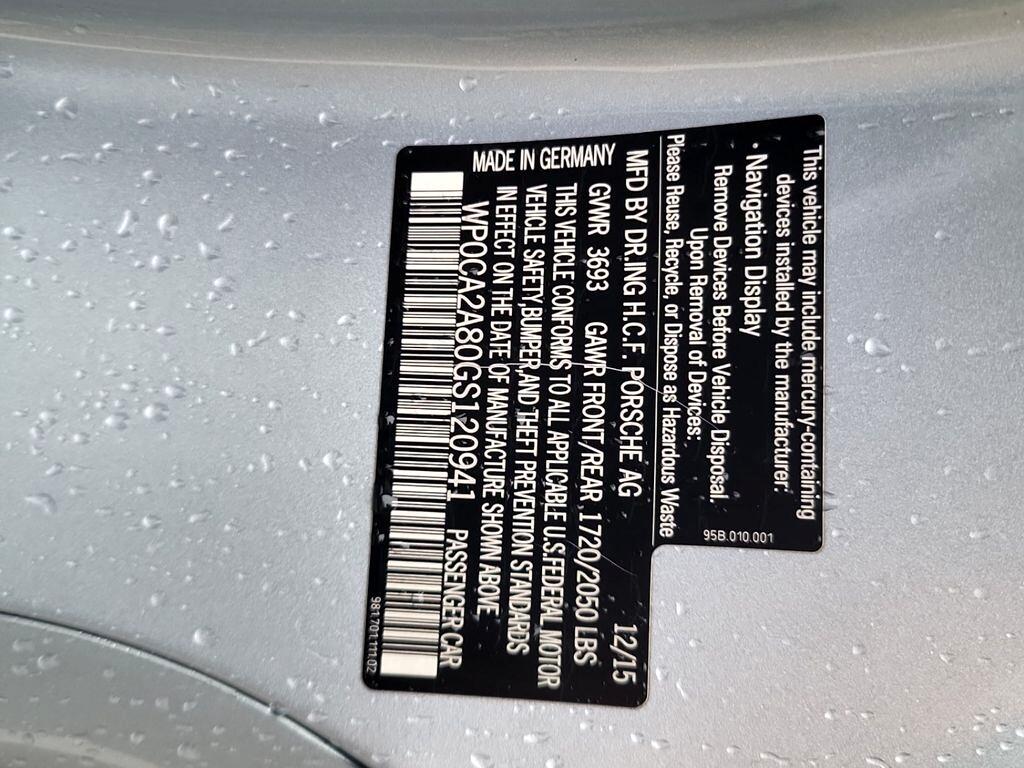 This vehicle may include mercury-containing
devices installed by the manufacturer:
• Navigation Display
Remove Devices Before Vehicle Disposal.
Upon Removal of Devices:
Please Reuse, Recycle, or Dispose as Hazardous Waste
95B.010.001
MFD BY DR.ING H.C.F. PORSCHE AG 12/15
MADE IN GERMANY GVWR 3693 GAWR FRONT/REAR 1720/2050 LBS
THIS VEHICLE CONFORMS TO ALL APPLICABLE U.S.FEDERAL MOTOR
VEHICLE SAFETY,BUMPER,AND THEFT PREVENTION STANDARDS
IN EFFECT ON THE DATE OF MANUFACTURE SHOWN ABOVE
WP0CA2A80GS120941 PASSENGER CAR
981.701.111.02